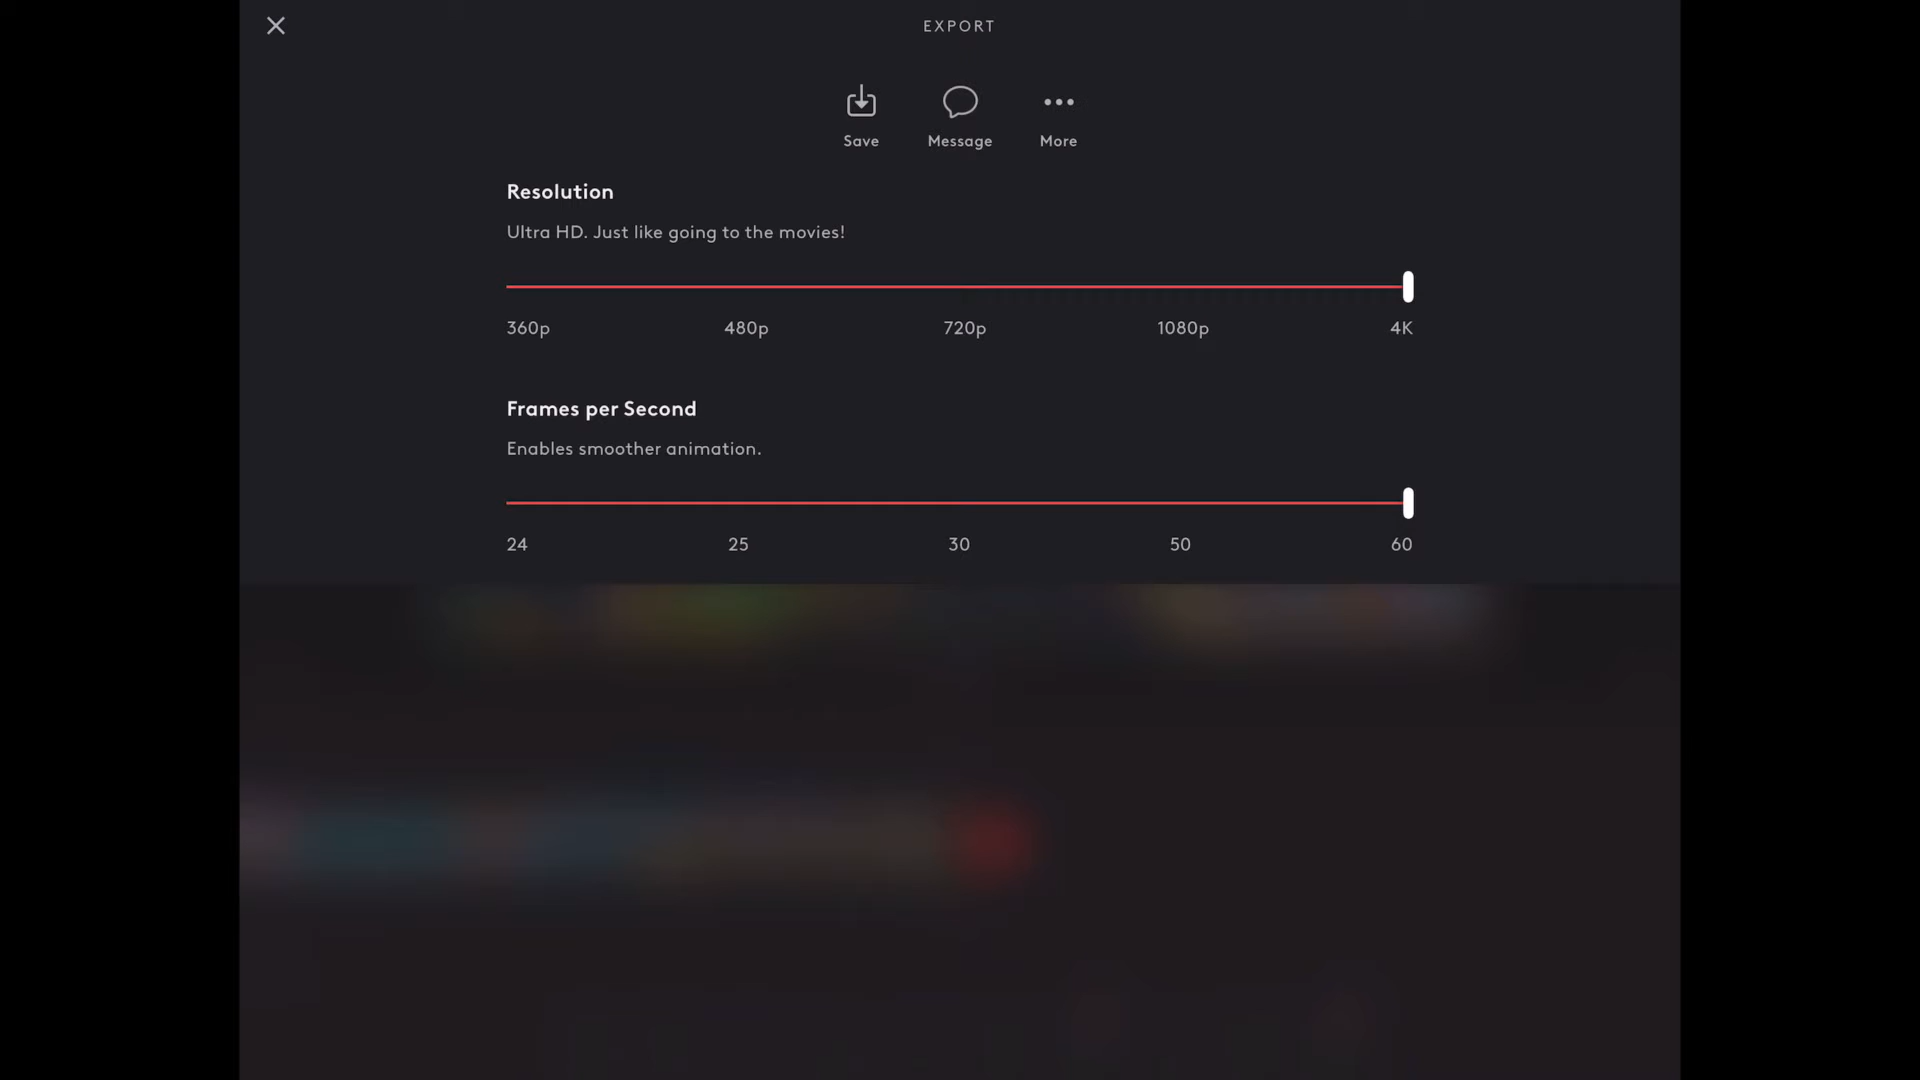 EXPORT
Save Message More
Resolution
Ultra HD. Just like going to the movies!
360p 480p 720p 1080p 4K
Frames per Second
Enables smoother animation.
24 25 30 50 60